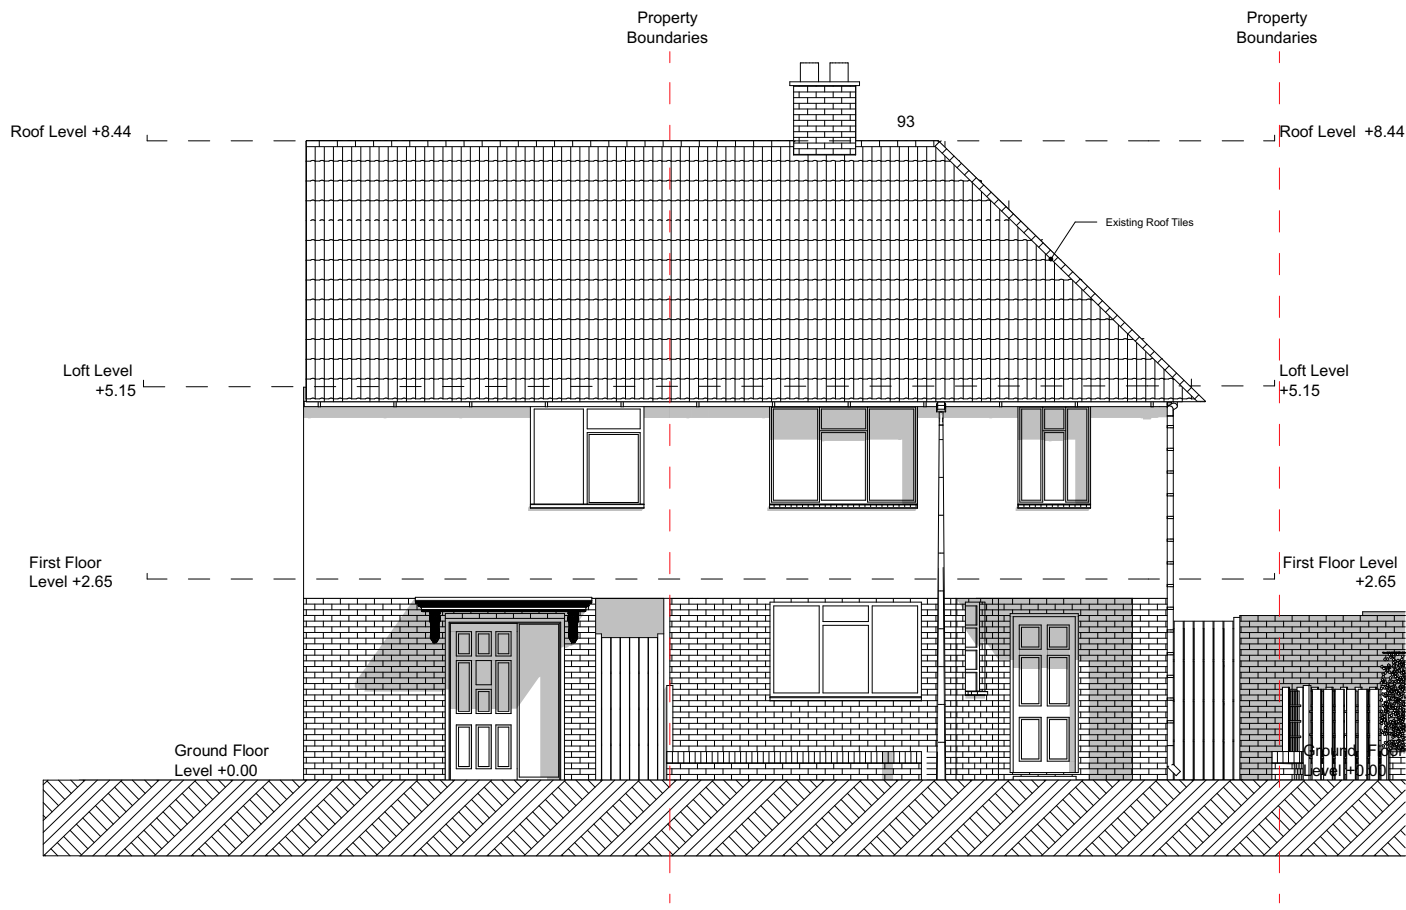 Property
Boundaries
Property
Boundaries
Roof Level +8.44
93
Roof Level +8.44
Existing Roof Tiles
Loft Level
+5.15
Loft Level
+5.15
First Floor
Level +2.65
First Floor Level
+2.65
Ground Floor
Level +0.00
Ground Floor
Level +0.00